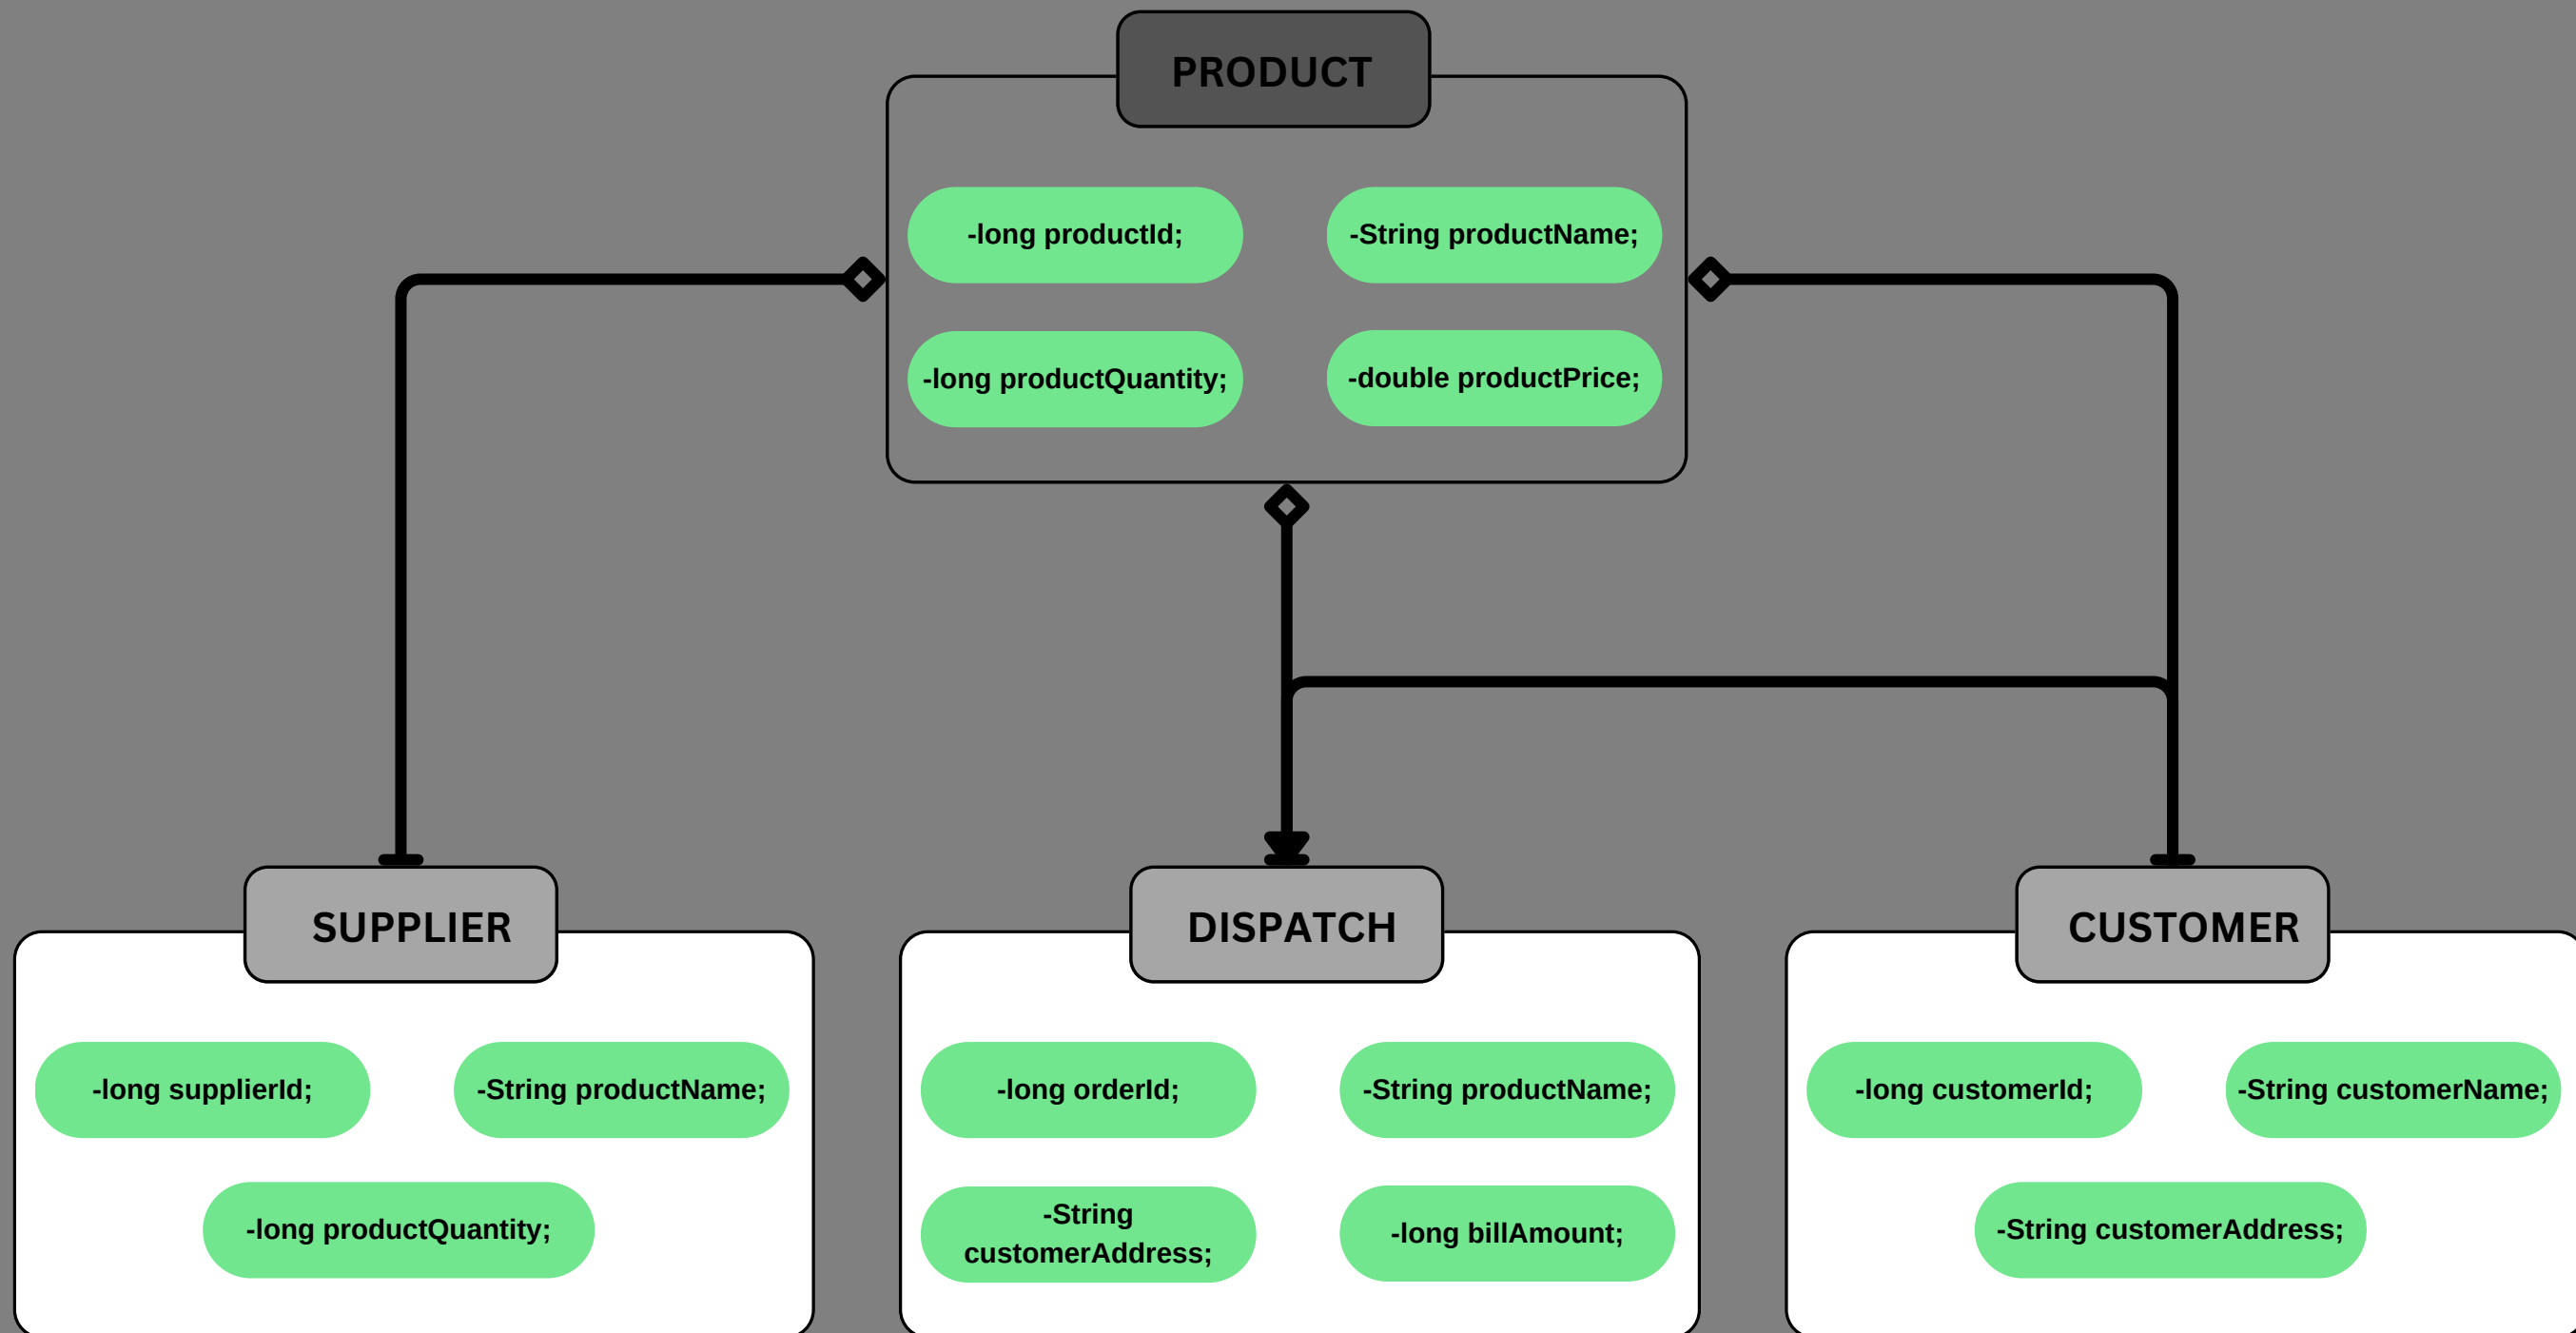 PRODUCT
-long productId;
-String productName;
-long productQuantity;
-double productPrice;
SUPPLIER
-long supplierId;
-String productName;
-long productQuantity;
DISPATCH
-long orderId;
-String productName;
-String
customerAddress;
-long billAmount;
CUSTOMER
-long customerId;
-String customerName;
-String customerAddress;